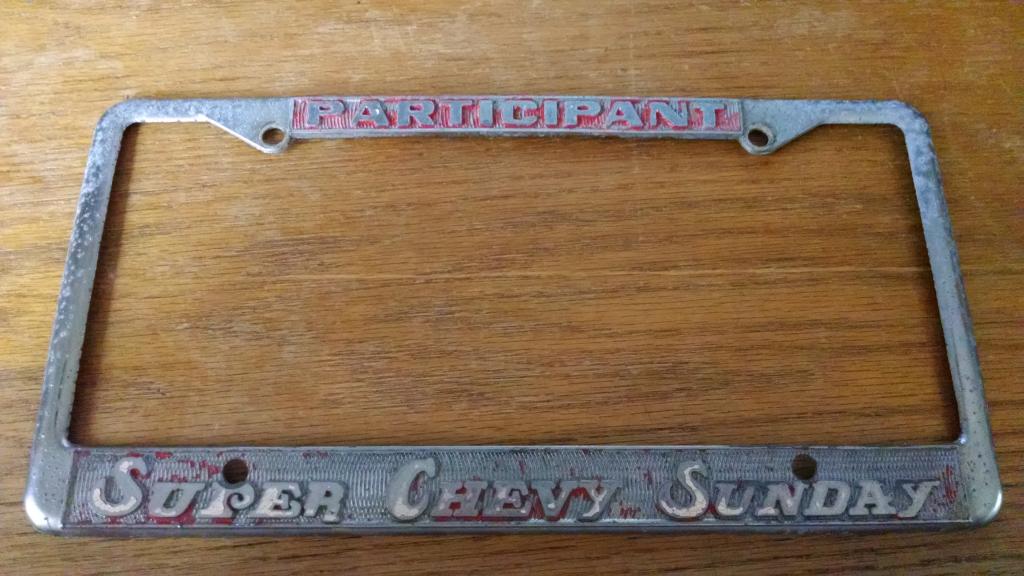 PARTICIPANT
SUPER CHEVY SUNDAY